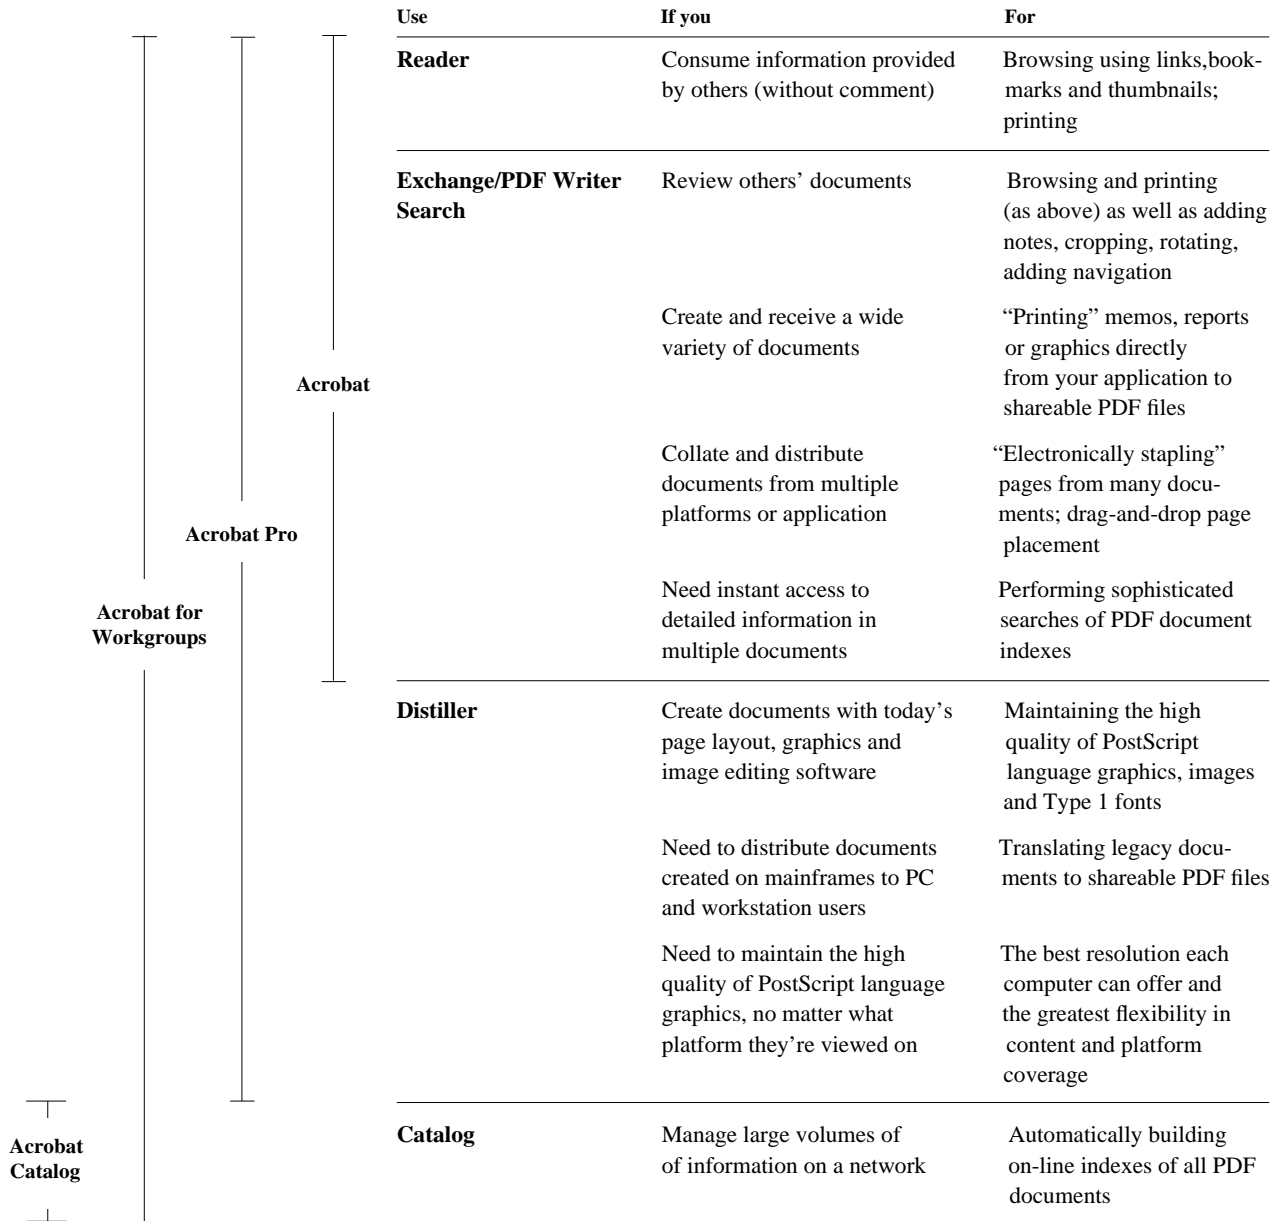 Use If you For
Reader Consume information provided Browsing using links,book-
by others (without comment) marks and thumbnails;
printing
Exchange/PDF Writer Review others’ documents Browsing and printing
Search (as above) as well as adding
notes, cropping, rotating,
adding navigation
Create and receive a wide “Printing” memos, reports
variety of documents or graphics directly
from your application to
Acrobat
shareable PDF files
Collate and distribute “Electronically stapling”
documents from multiple pages from many docu-
platforms or application ments; drag-and-drop page
Acrobat Pro
placement
Need instant access to Performing sophisticated
Acrobat for
detailed information in searches of PDF document
Workgroups
multiple documents indexes
Distiller Create documents with today’s Maintaining the high
page layout, graphics and quality of PostScript
image editing software language graphics, images
and Type 1 fonts
Need to distribute documents Translating legacy docu-
created on mainframes to PC ments to shareable PDF files
and workstation users
Need to maintain the high The best resolution each
quality of PostScript language computer can offer and
graphics, no matter what the greatest flexibility in
platform they’re viewed on content and platform
coverage
Catalog Manage large volumes of Automatically building
Acrobat
of information on a network on-line indexes of all PDF
Catalog
documents